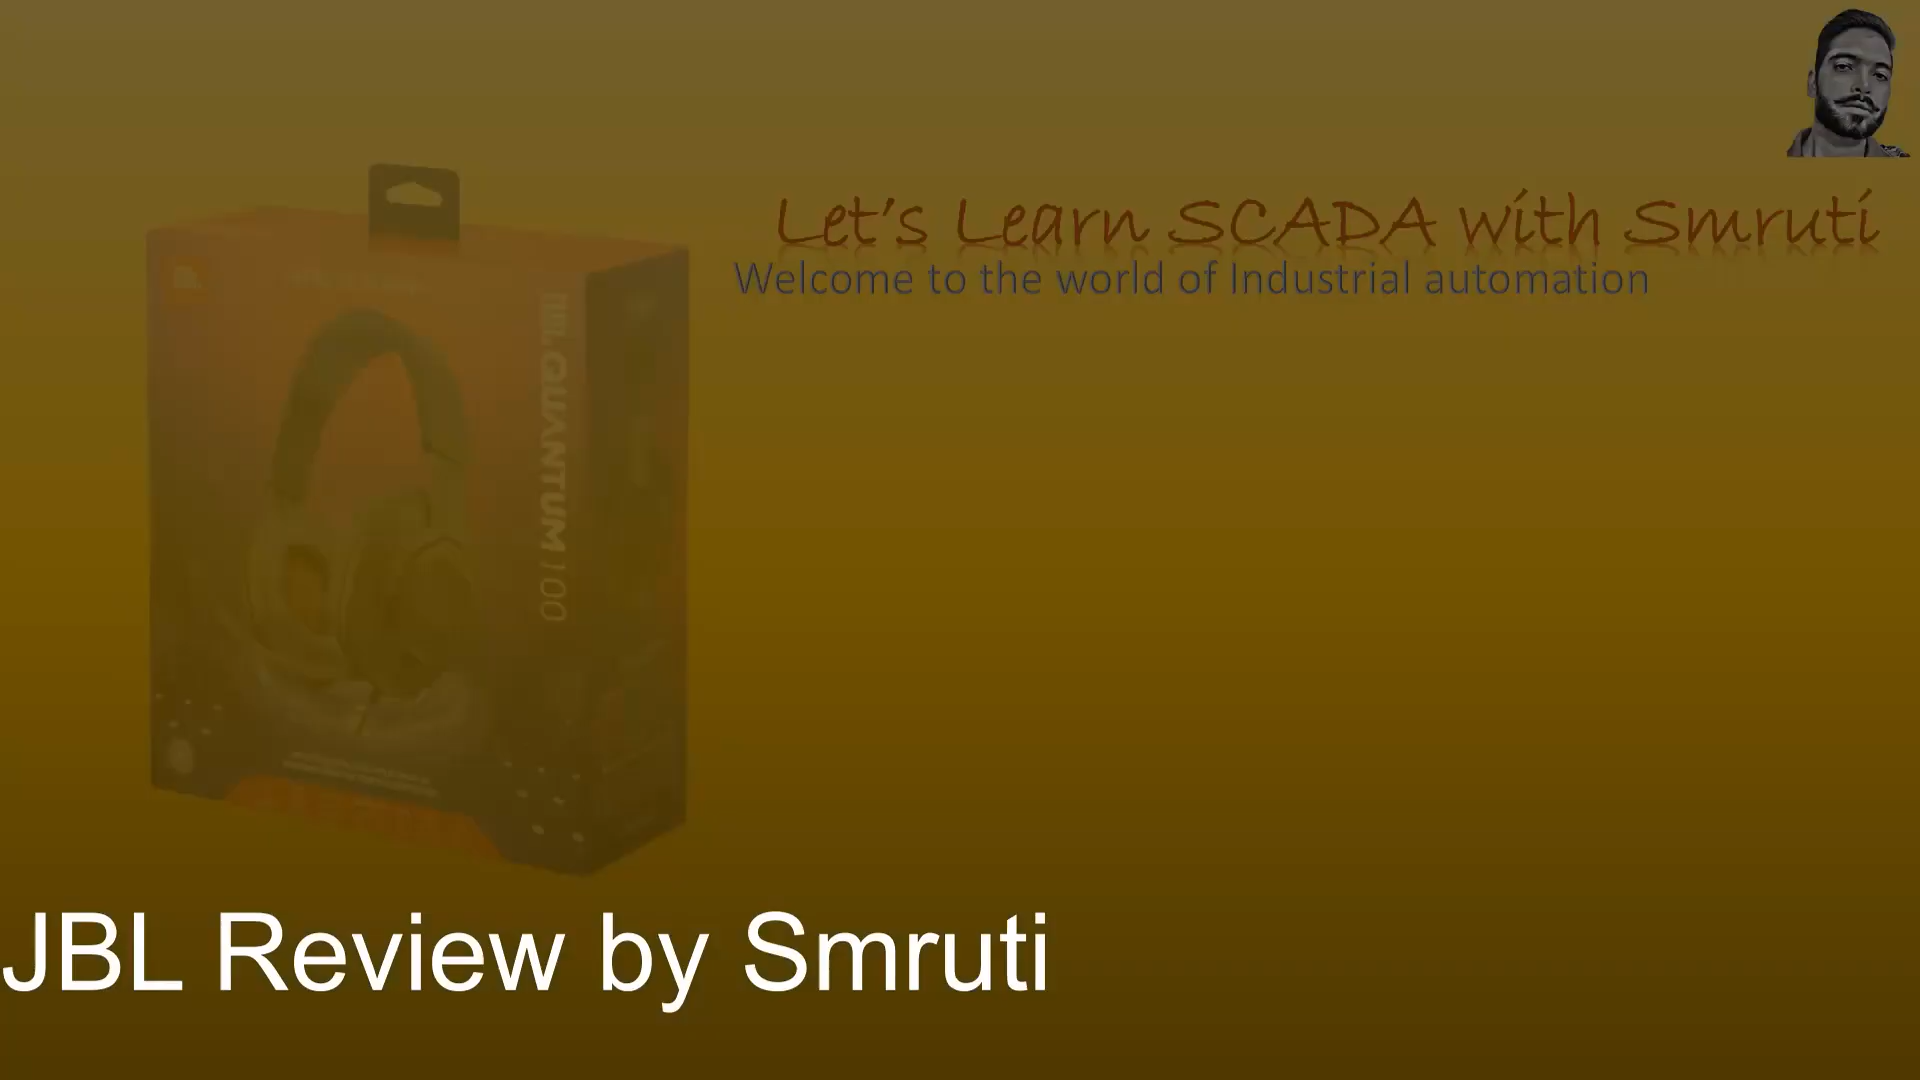 Let's Learn SCADA with Smruti
Welcome to the world of Industrial automation
JBL QUANTUM 100
JBL Review by Smruti